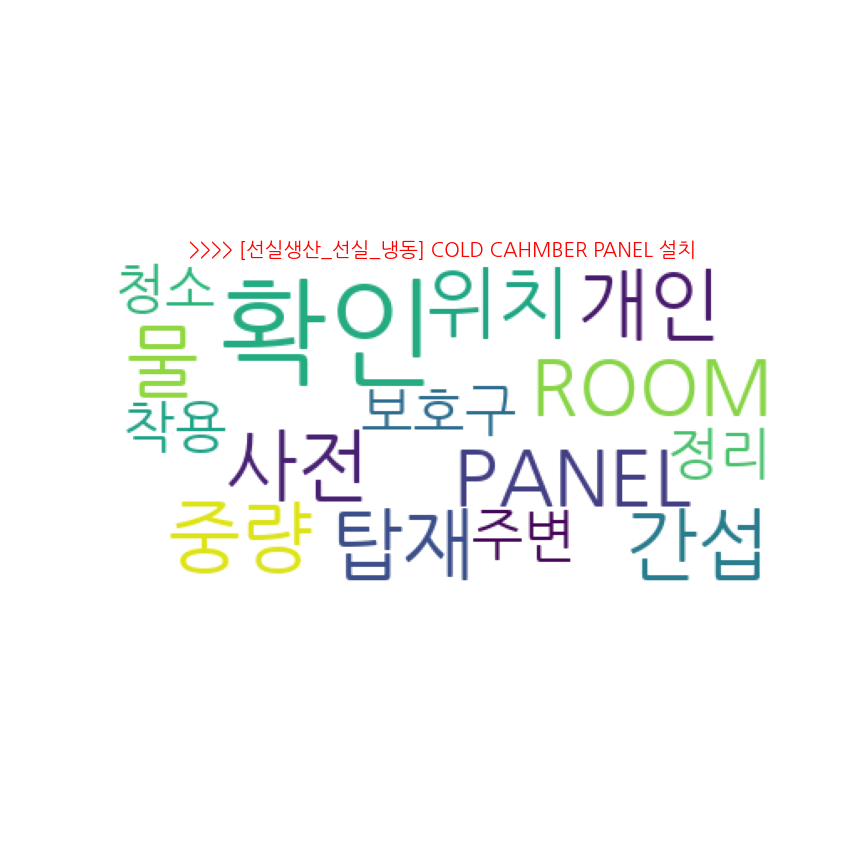 >>>> [선실생산_선실_냉동] COLD CAHMBER PANEL 설치
청소
확인
위치
개인
물
ROOM
착용
보호구
사전
PANEL
정리
중량
탑재
주변
간섭